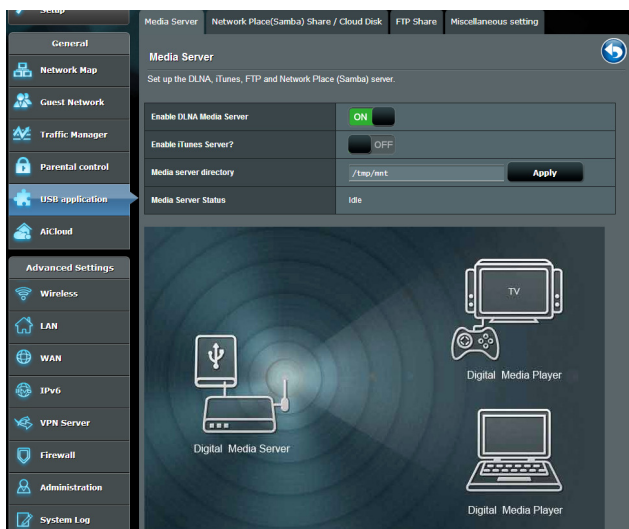 Setup
General
Network Map
Guest Network
Traffic Manager
Parental control
USB application
AiCloud
Advanced Settings
Wireless
LAN
WAN
IPv6
VPN Server
Firewall
Administration
System Log
Media Server
Network Place(Samba) Share / Cloud Disk
FTP Share
Miscellaneous setting
Media Server
Set up the DLNA, iTunes, FTP and Network Place (Samba) server.
Enable DLNA Media Server
ON
Enable iTunes Server?
OFF
Media server directory
/tmp/mnt
Apply
Media Server Status
Idle
TV
Digital Media Player
Digital Media Server
Digital Media Player